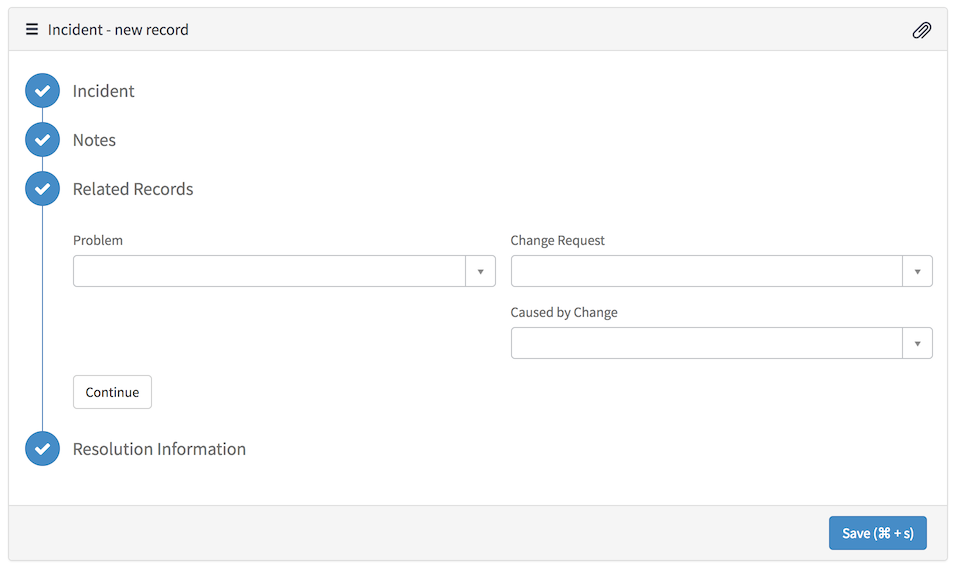 Incident - new record
Incident
Notes
Related Records
Problem
Change Request
Caused by Change
Continue
Resolution Information
Save (⌘ + s)